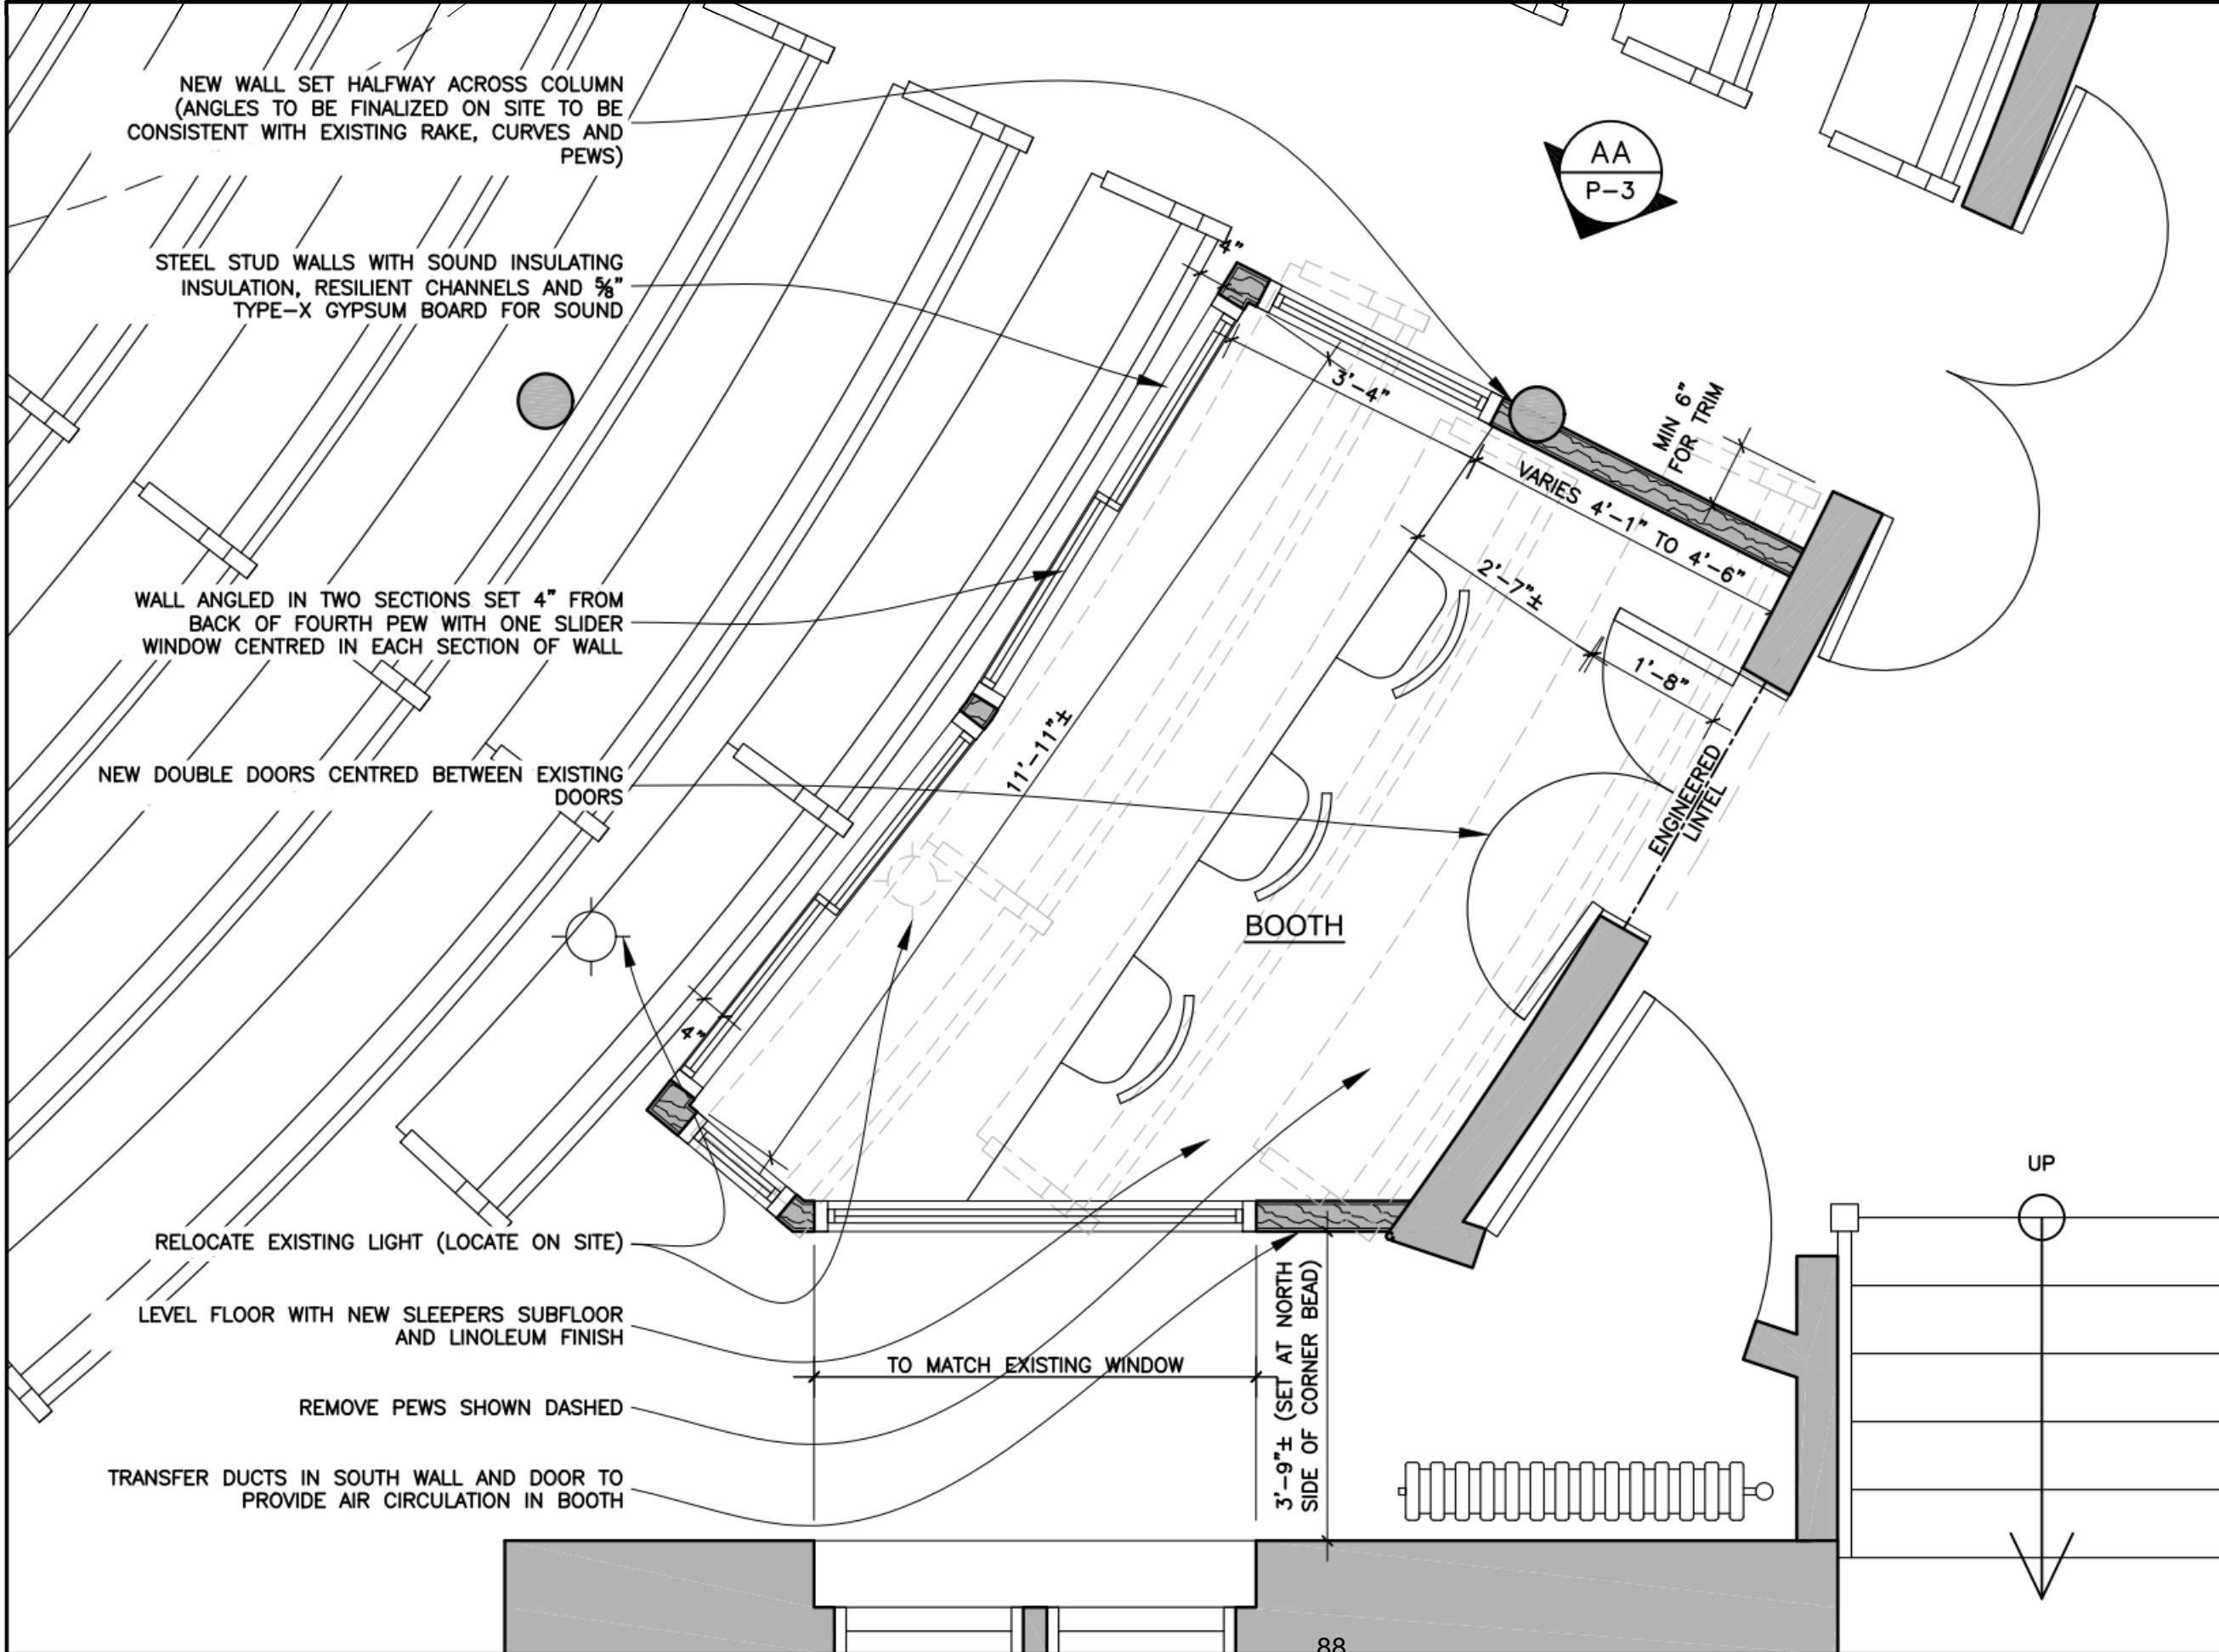 NEW WALL SET HALFWAY ACROSS COLUMN
(ANGLES TO BE FINALIZED ON SITE TO BE
CONSISTENT WITH EXISTING RAKE, CURVES AND
PEWS)
STEEL STUD WALLS WITH SOUND INSULATING
INSULATION, RESILIENT CHANNELS AND ⅝"
TYPE-X GYPSUM BOARD FOR SOUND
WALL ANGLED IN TWO SECTIONS SET 4" FROM
BACK OF FOURTH PEW WITH ONE SLIDER
WINDOW CENTRED IN EACH SECTION OF WALL
NEW DOUBLE DOORS CENTRED BETWEEN EXISTING
DOORS
RELOCATE EXISTING LIGHT (LOCATE ON SITE)
LEVEL FLOOR WITH NEW SLEEPERS SUBFLOOR
AND LINOLEUM FINISH
REMOVE PEWS SHOWN DASHED
TRANSFER DUCTS IN SOUTH WALL AND DOOR TO
PROVIDE AIR CIRCULATION IN BOOTH
AA
P-3
4"
3'-4"
MIN 6"
FOR TRIM
VARIES 4'-1" TO 4'-6"
2'-7"±
1'-8"
11'-11"±
ENGINEERED
LINTEL
BOOTH
4"
UP
TO MATCH EXISTING WINDOW
3'-9"± (SET AT NORTH
SIDE OF CORNER BEAD)
88